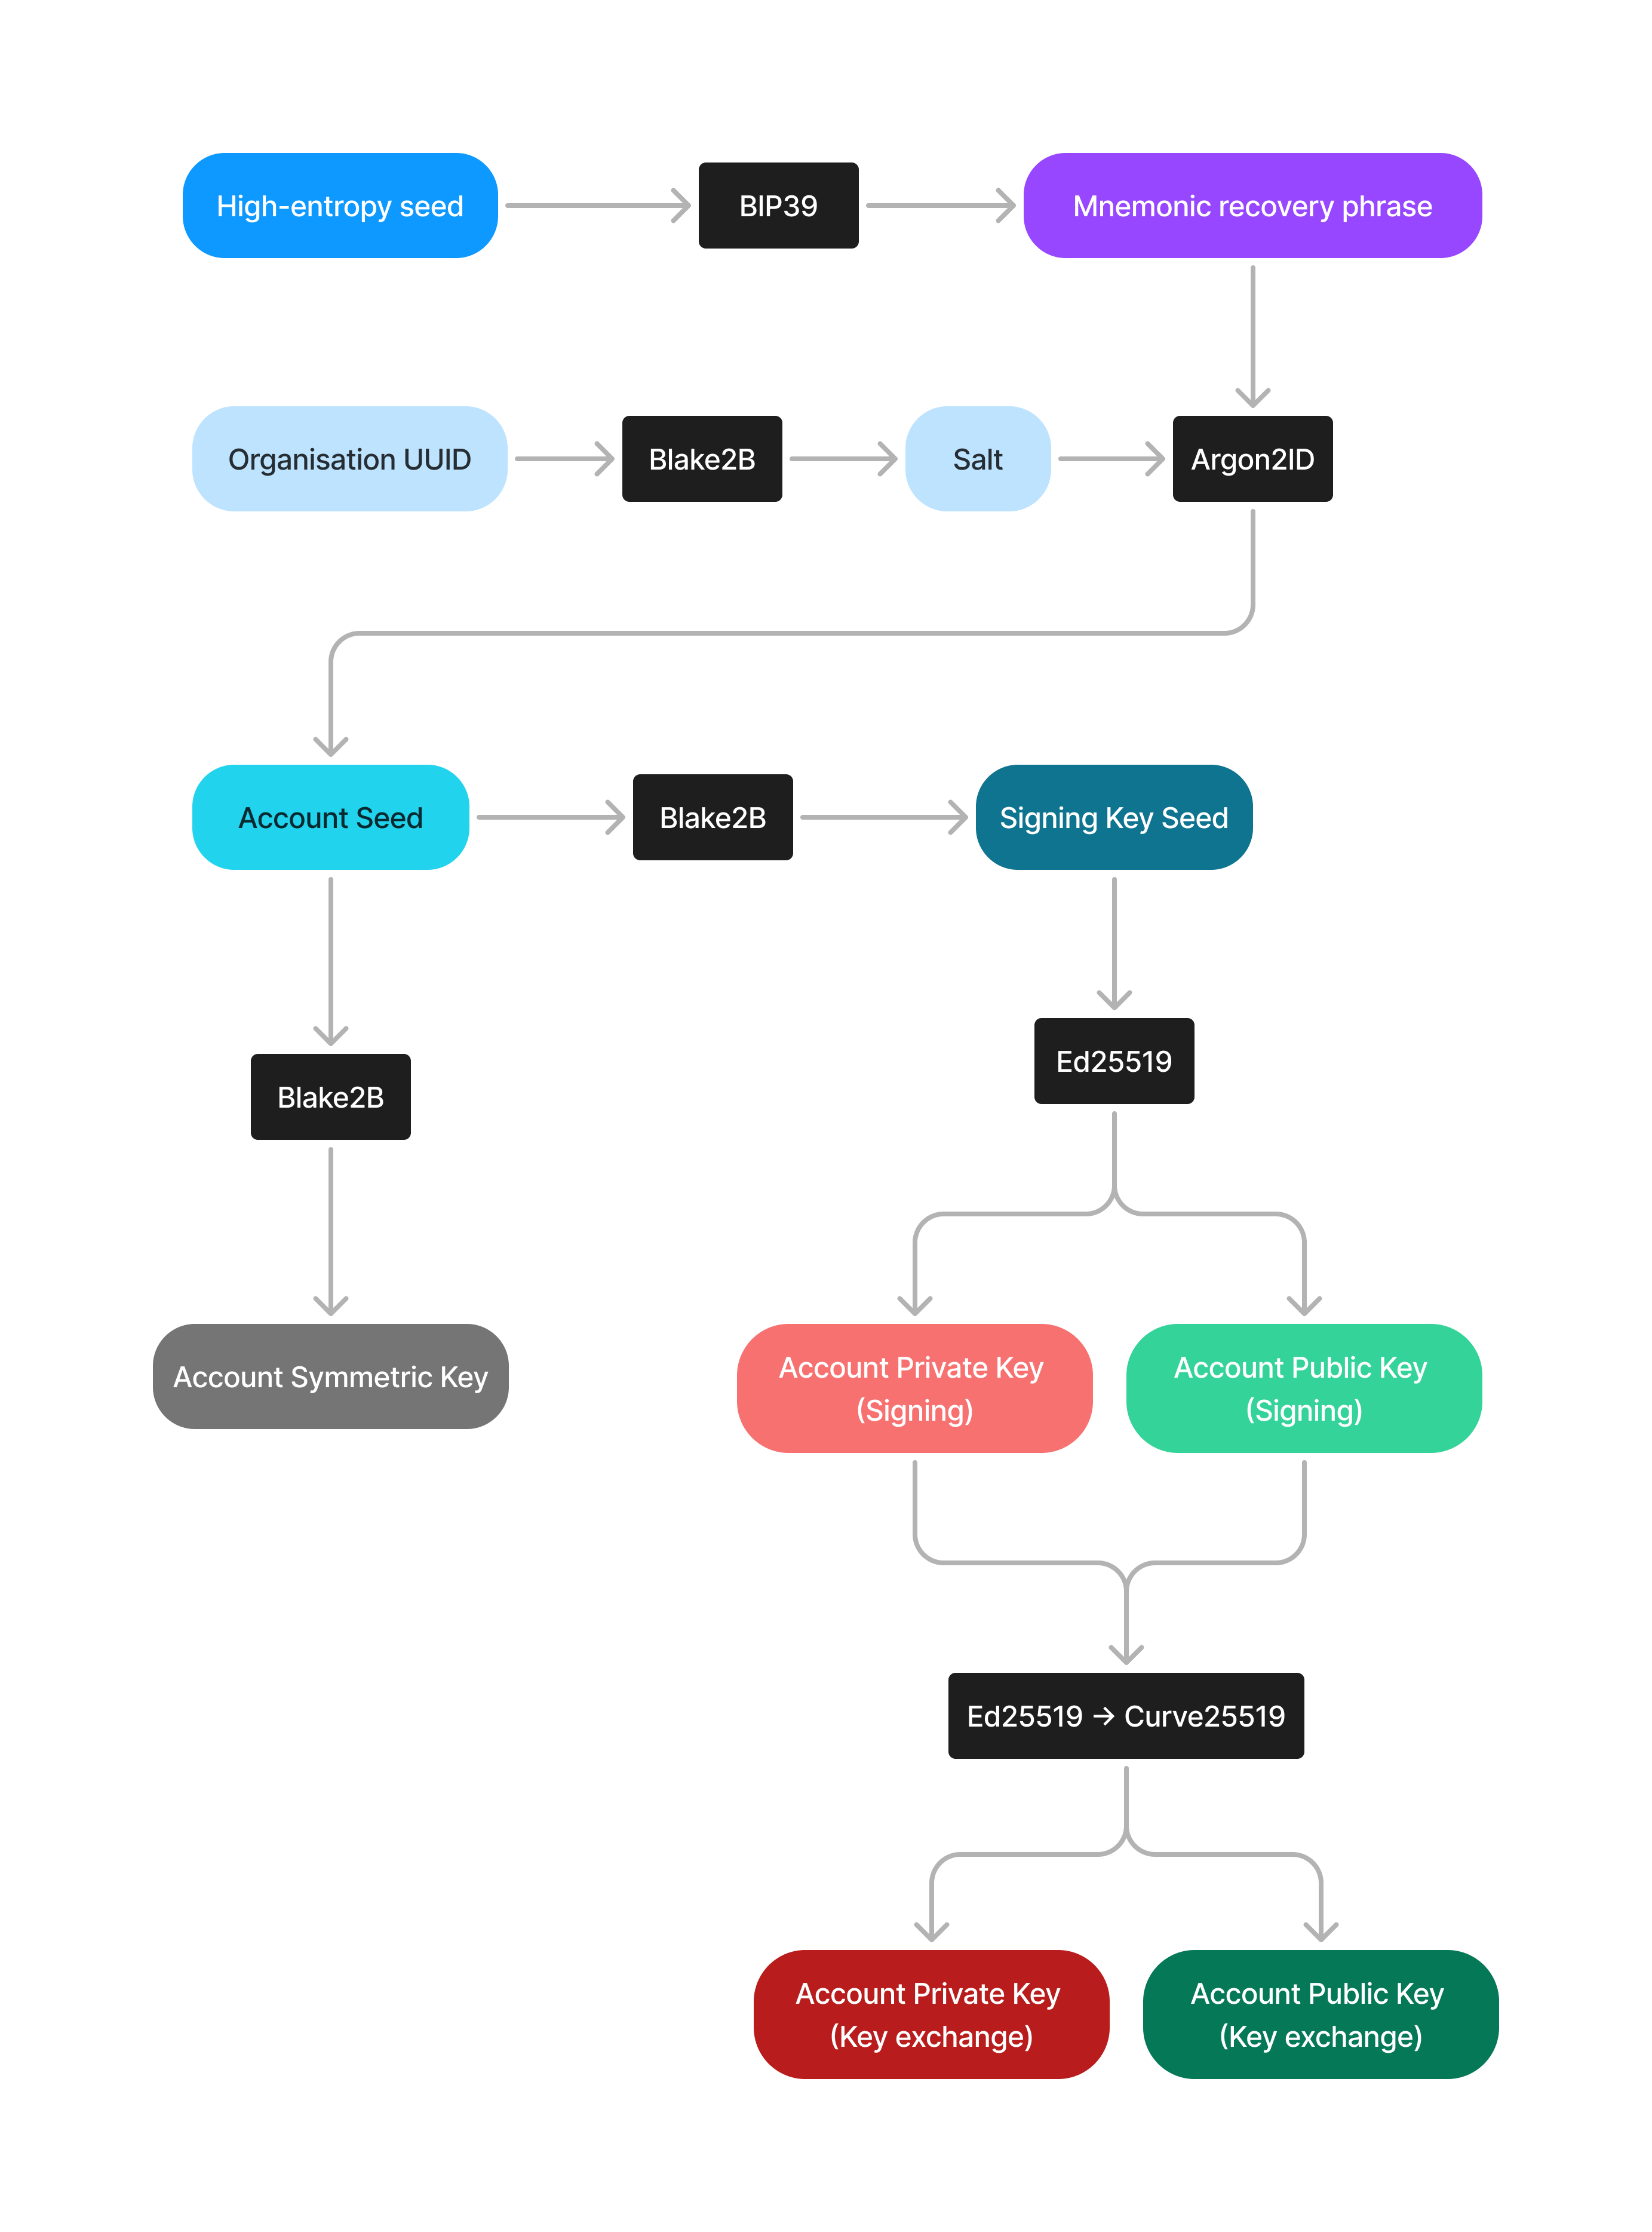 High-entropy seed
BIP39
Mnemonic recovery phrase
Organisation UUID
Blake2B
Salt
Argon2ID
Account Seed
Blake2B
Signing Key Seed
Ed25519
Blake2B
Account Symmetric Key
Account Private Key
(Signing)
Account Public Key
(Signing)
Ed25519 → Curve25519
Account Private Key
(Key exchange)
Account Public Key
(Key exchange)